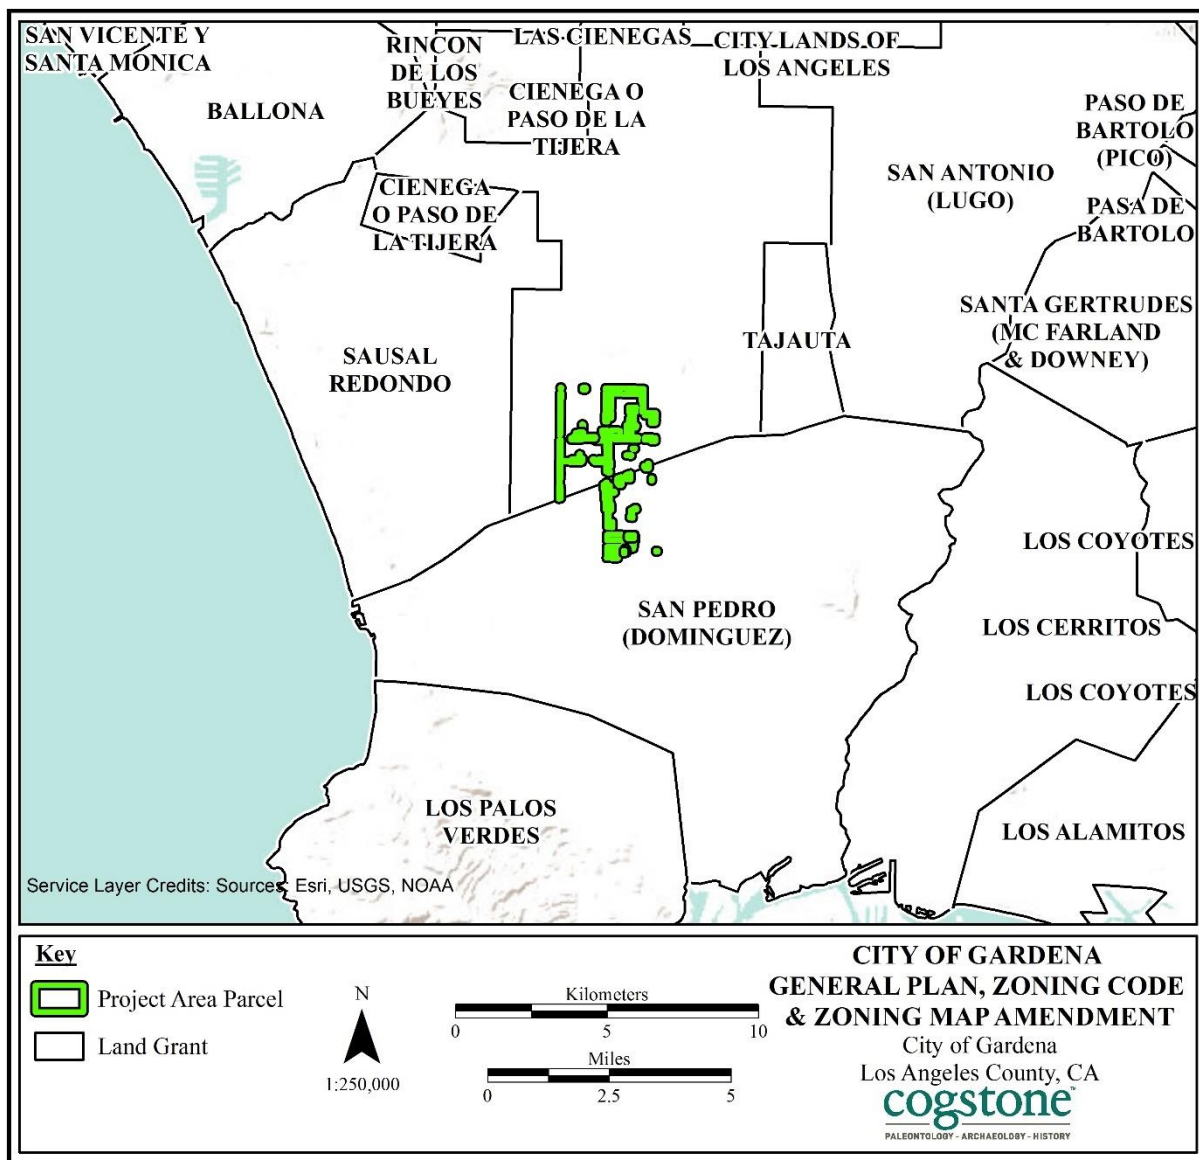 SAN VICENTE Y
SANTA MONICA
RINCON
DE LOS
BUEYES
LAS CIENEGAS
CITY LANDS OF
LOS ANGELES
BALLONA
CIENEGA O
PASO DE LA
TIJERA
PASO DE
BARTOLO
(PICO)
SAN ANTONIO
(LUGO)
CIENEGA
O PASO DE
LA TIJERA
PASA DE
BARTOLO
SANTA GERTRUDES
(MC FARLAND
& DOWNEY)
TAJAUTA
SAUSAL
REDONDO
LOS COYOTES
SAN PEDRO
(DOMINGUEZ)
LOS CERRITOS
LOS COYOTES
LOS PALOS
VERDES
LOS ALAMITOS
Service Layer Credits: Sources: Esri, USGS, NOAA
Key
Project Area Parcel
Land Grant
N
1:250,000
Kilometers
0 5 10
Miles
0 2.5 5
CITY OF GARDENA
GENERAL PLAN, ZONING CODE
& ZONING MAP AMENDMENT
City of Gardena
Los Angeles County, CA
cogstone™
PALEONTOLOGY - ARCHAEOLOGY - HISTORY